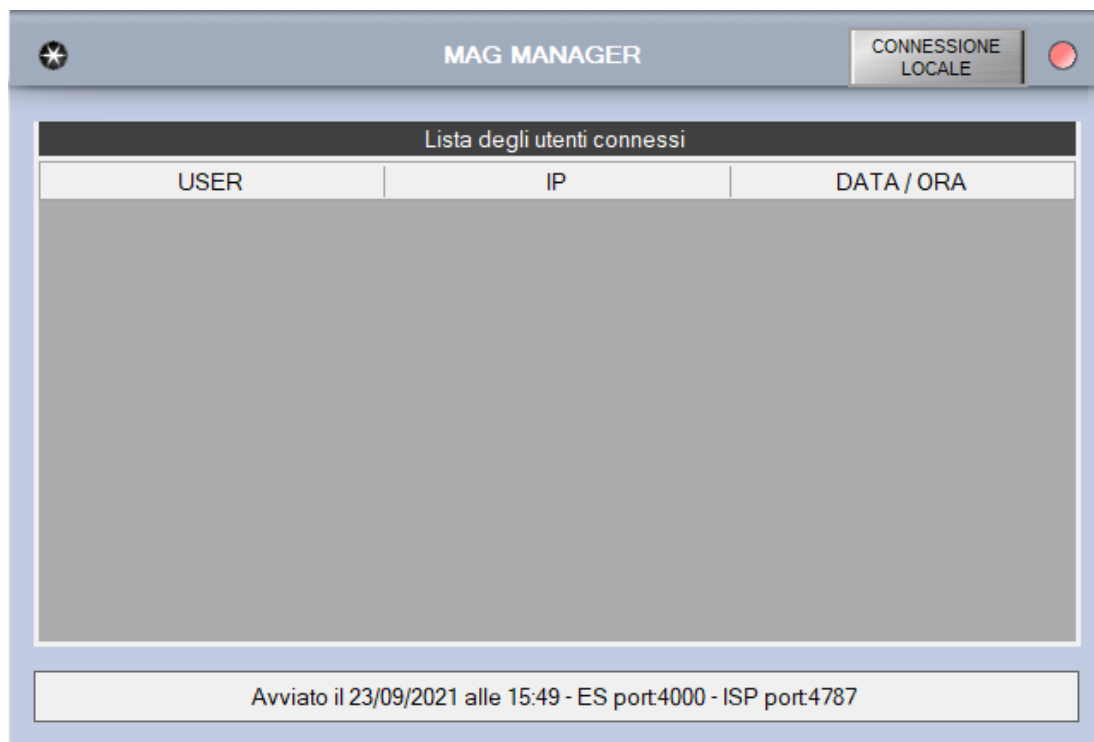 MAG MANAGER
CONNESSIONE
LOCALE
Lista degli utenti connessi
USER IP DATA / ORA
Avviato il 23/09/2021 alle 15:49 - ES port:4000 - ISP port:4787